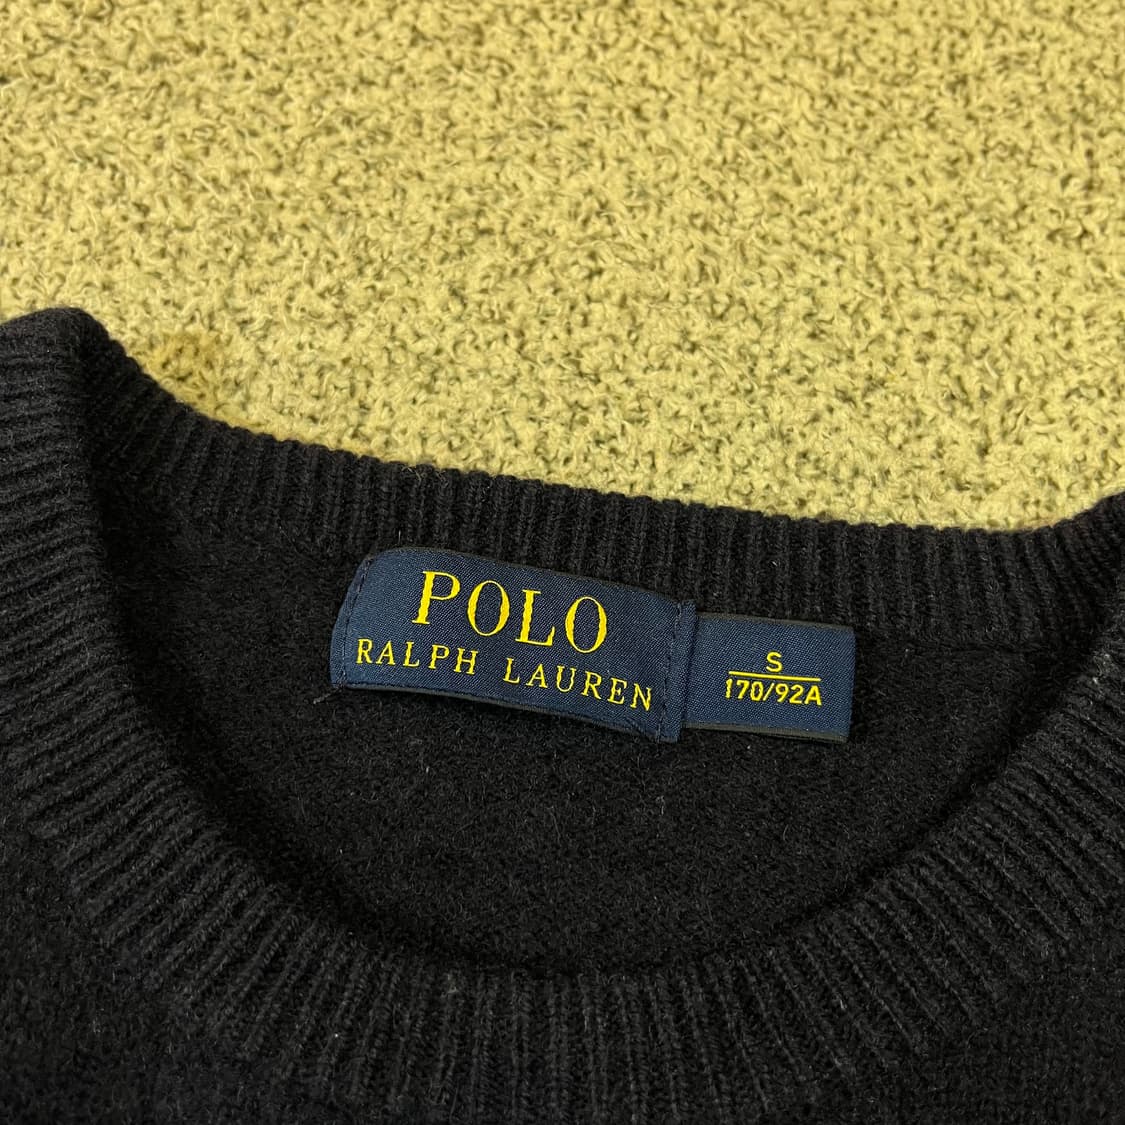 POLO
RALPH LAUREN
S
170/92A